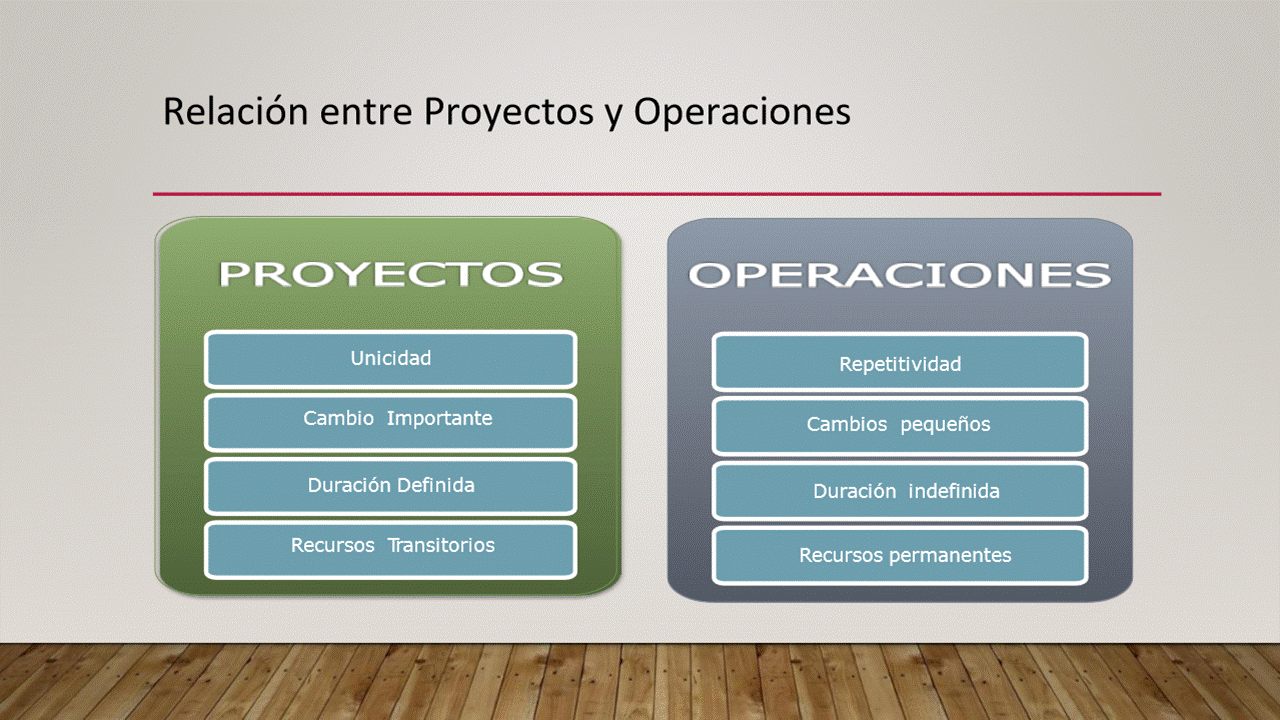 Relación entre Proyectos y Operaciones
PROYECTOS
Unicidad
Cambio Importante
Duración Definida
Recursos Transitorios
OPERACIONES
Repetitividad
Cambios pequeños
Duración indefinida
Recursos permanentes